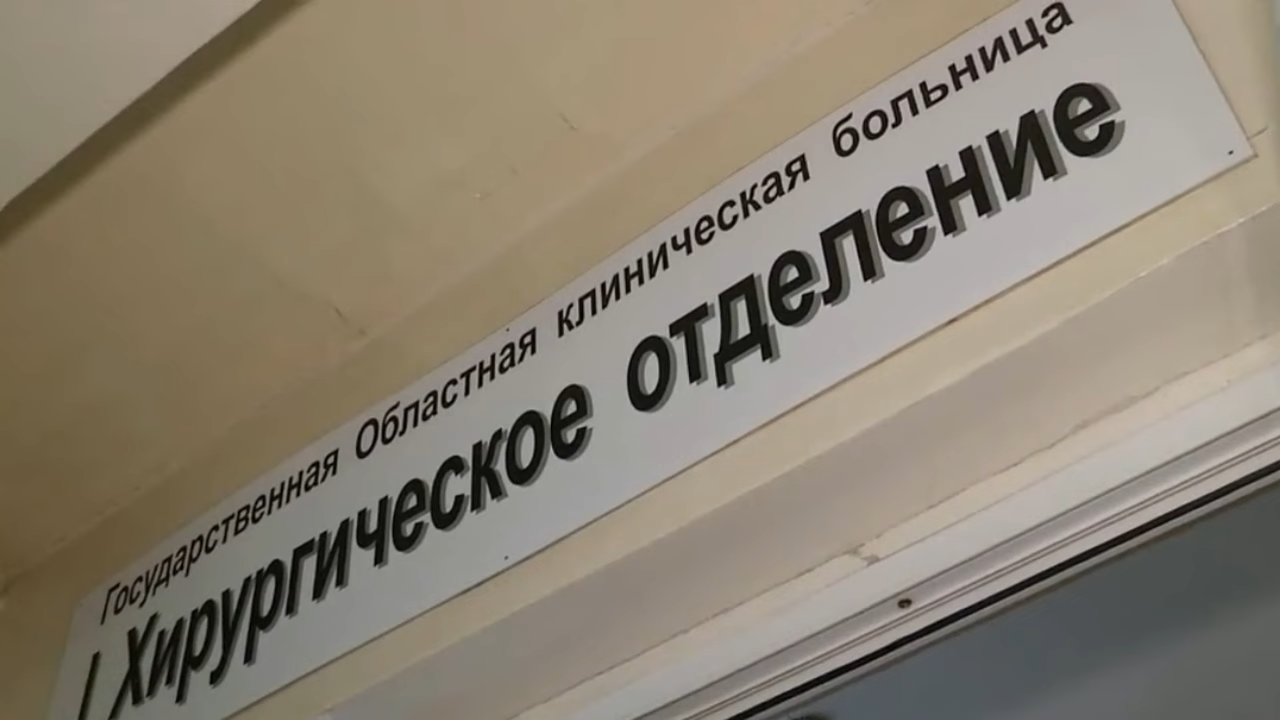 Государственная Областная клиническая больница
I Хирургическое отделение